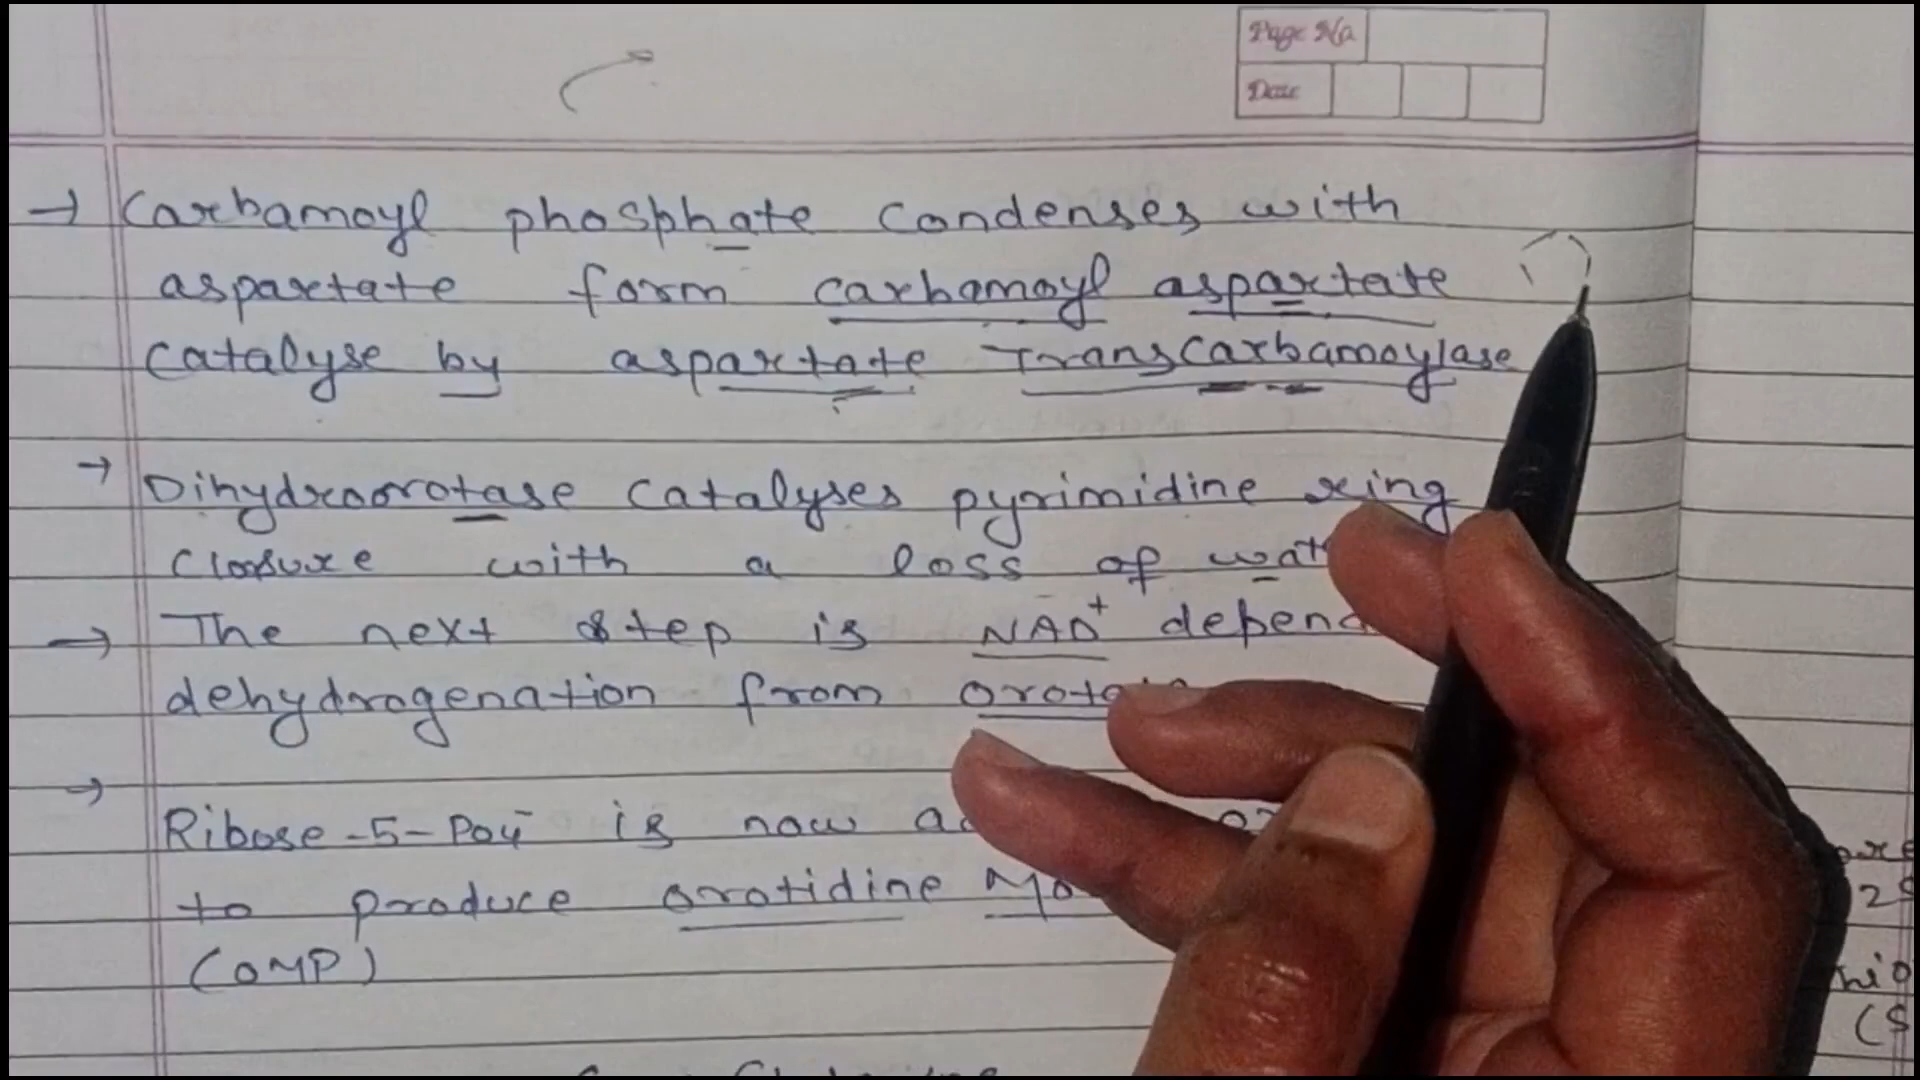 Page No
Date
→ Carbamoyl phosphate condenses with
aspartate form carbamoyl aspartate
catalyse by aspartate Transcarbamoylase
→ Dihydroorotase catalyses pyrimidine ring
closure with a loss of
→ The next step is NAD⁺
dehydrogenation from
→ Ribose-5-Po4 is now
to produce orotidine
(OMP)